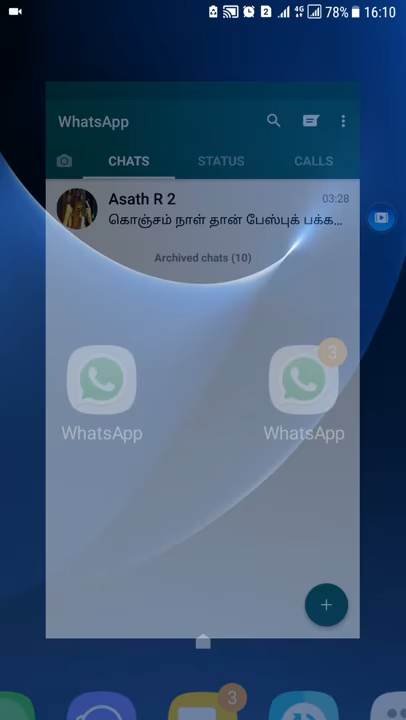 4G 78% 16:10
WhatsApp
CHATS STATUS CALLS
Asath R 2 03:28
கொஞ்சம் நாள் தான் பேஸ்புக் பக்க...
Archived chats (10)
3
WhatsApp WhatsApp
3